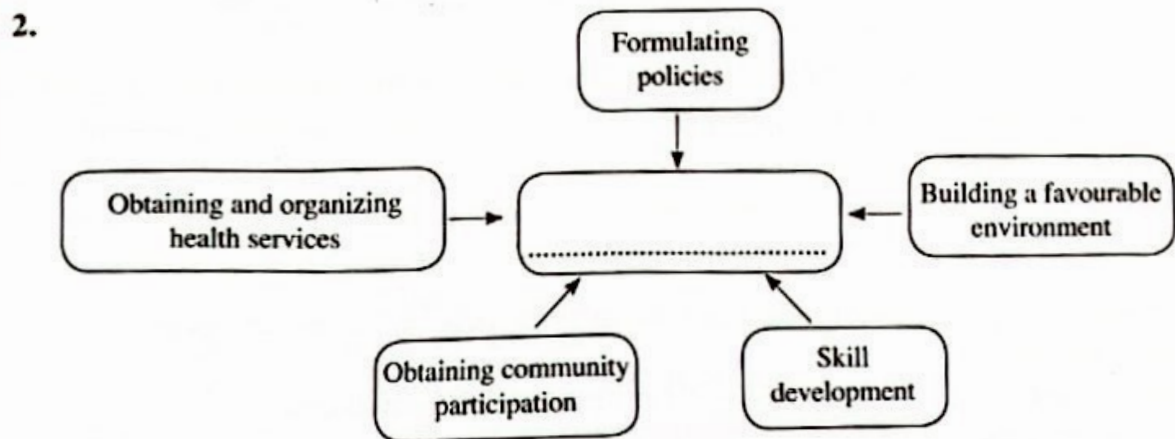 2.
Formulating
policies
Obtaining and organizing
health services
Building a favourable
environment
..............................................
Obtaining community
participation
Skill
development